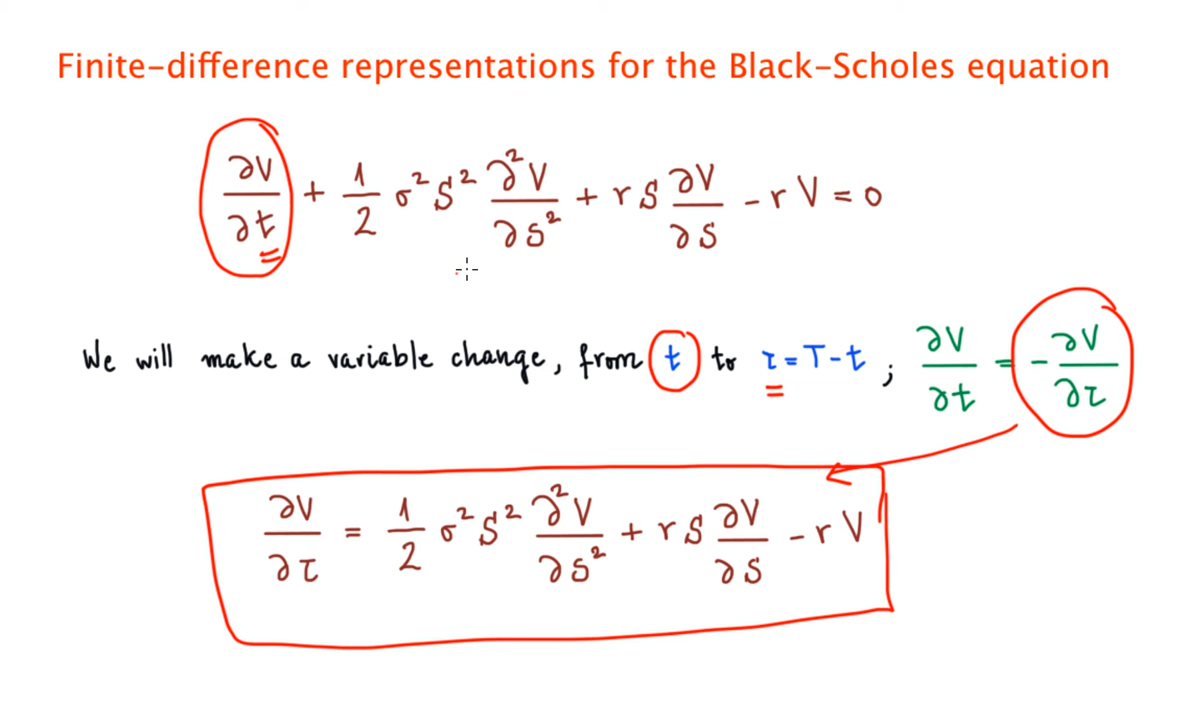 Finite-difference representations for the Black-Scholes equation
∂V/∂t + 1/2 σ²S² ∂²V/∂S² + rS ∂V/∂S - rV = 0
We will make a variable change, from t to τ = T - t ; ∂V/∂t = - ∂V/∂τ
∂V/∂τ = 1/2 σ²S² ∂²V/∂S² + rS ∂V/∂S - rV